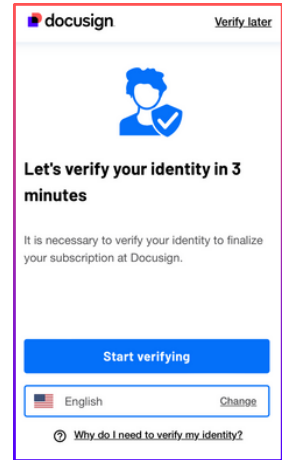 docusign
Verify later
Let's verify your identity in 3
minutes
It is necessary to verify your identity to finalize
your subscription at Docusign.
Start verifying
English
Change
Why do I need to verify my identity?